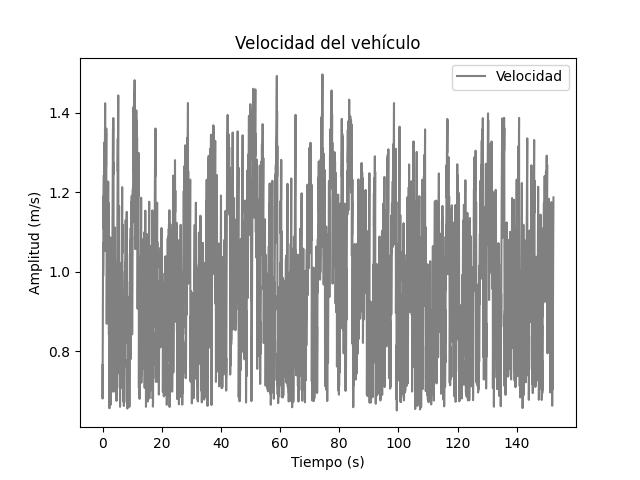 Velocidad del vehículo
Velocidad
Amplitud (m/s)
1.4
1.2
1.0
0.8
0 20 40 60 80 100 120 140
Tiempo (s)